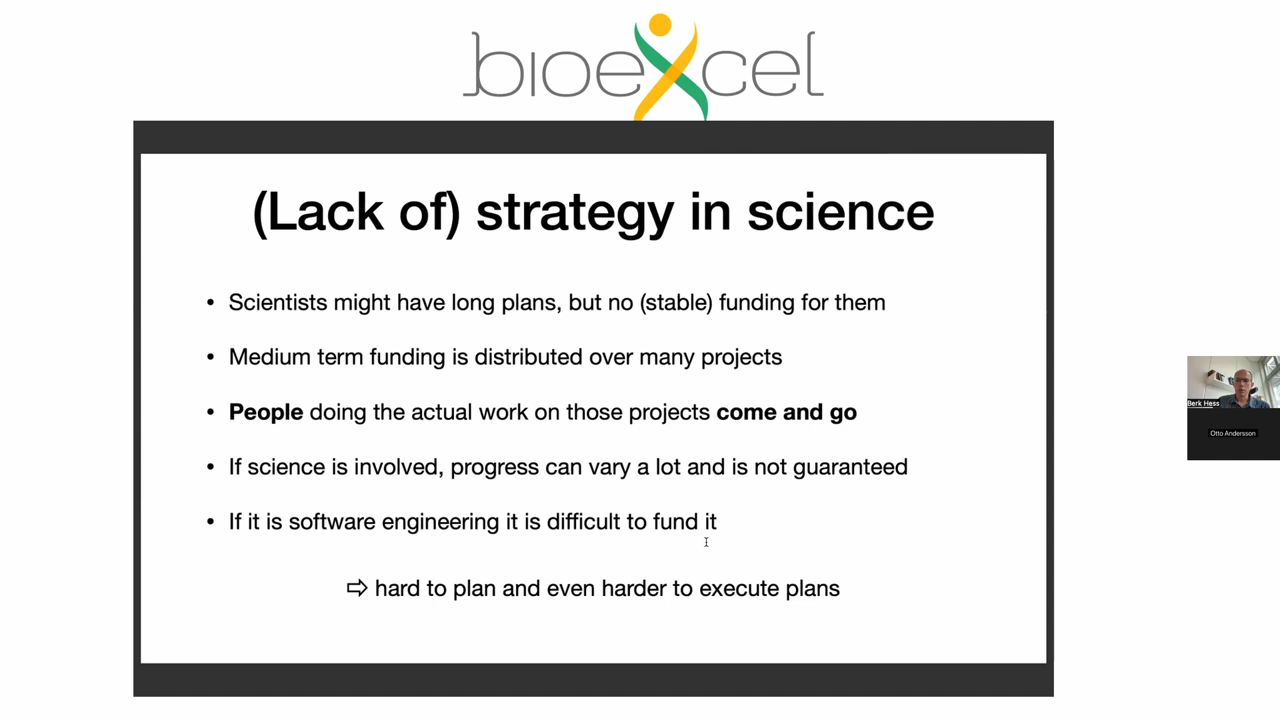 bioexcel
(Lack of) strategy in science
• Scientists might have long plans, but no (stable) funding for them
• Medium term funding is distributed over many projects
• People doing the actual work on those projects come and go
• If science is involved, progress can vary a lot and is not guaranteed
• If it is software engineering it is difficult to fund it
⇨ hard to plan and even harder to execute plans
Berk Hess
Otto Andersson